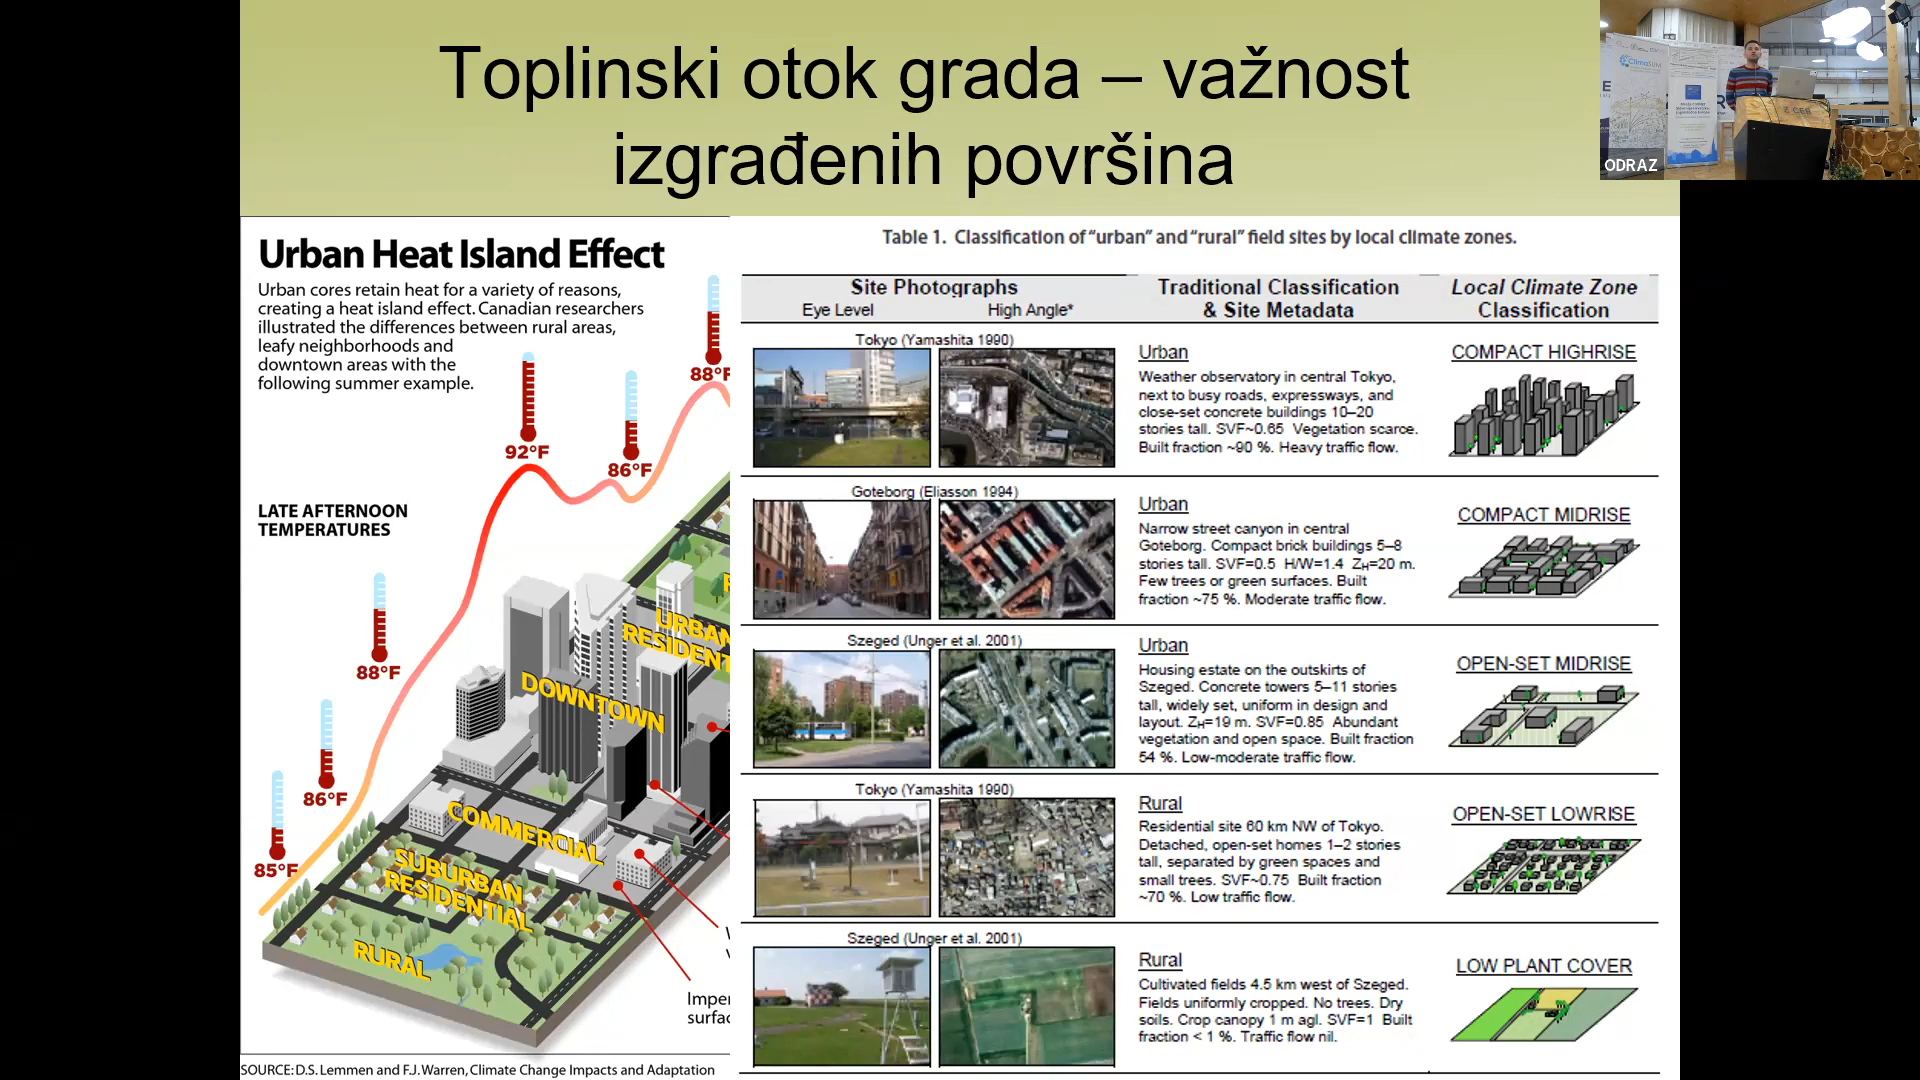 Toplinski otok grada – važnost
izgrađenih površina
ODRAZ
Urban Heat Island Effect
Urban cores retain heat for a variety of reasons,
creating a heat island effect. Canadian researchers
illustrated the differences between rural areas,
leafy neighborhoods and
downtown areas with the
following summer example.
88°F
92°F
86°F
LATE AFTERNOON
TEMPERATURES
88°F
86°F
85°F
URBAN
RESIDENT
DOWNTOWN
COMMERCIAL
SUBURBAN
RESIDENTIAL
RURAL
Imper
surfac
SOURCE: D.S. Lemmen and F.J. Warren, Climate Change Impacts and Adaptation
Table 1. Classification of “urban” and “rural” field sites by local climate zones.
Site Photographs
Eye Level High Angle*
Traditional Classification
& Site Metadata
Local Climate Zone
Classification
Tokyo (Yamashita 1990)
Urban
Weather observatory in central Tokyo,
next to busy roads, expressways, and
close-set concrete buildings 10–20
stories tall. SVF~0.65 Vegetation scarce.
Built fraction ~90 %. Heavy traffic flow.
COMPACT HIGHRISE
Goteborg (Eliasson 1994)
Urban
Narrow street canyon in central
Goteborg. Compact brick buildings 5–8
stories tall. SVF=0.5 H/W=1.4 ZH=20 m.
Few trees or green surfaces. Built
fraction ~75 %. Moderate traffic flow.
COMPACT MIDRISE
Szeged (Unger et al. 2001)
Urban
Housing estate on the outskirts of
Szeged. Concrete towers 5–11 stories
tall, widely set, uniform in design and
layout. ZH=19 m. SVF=0.85 Abundant
vegetation and open space. Built fraction
54 %. Low-moderate traffic flow.
OPEN-SET MIDRISE
Tokyo (Yamashita 1990)
Rural
Residential site 60 km NW of Tokyo.
Detached, open-set homes 1–2 stories
tall, separated by green spaces and
small trees. SVF~0.75 Built fraction
~70 %. Low traffic flow.
OPEN-SET LOWRISE
Szeged (Unger et al. 2001)
Rural
Cultivated fields 4.5 km west of Szeged.
Fields uniformly cropped. No trees. Dry
soils. Crop canopy 1 m agl. SVF=1 Built
fraction < 1 %. Traffic flow nil.
LOW PLANT COVER